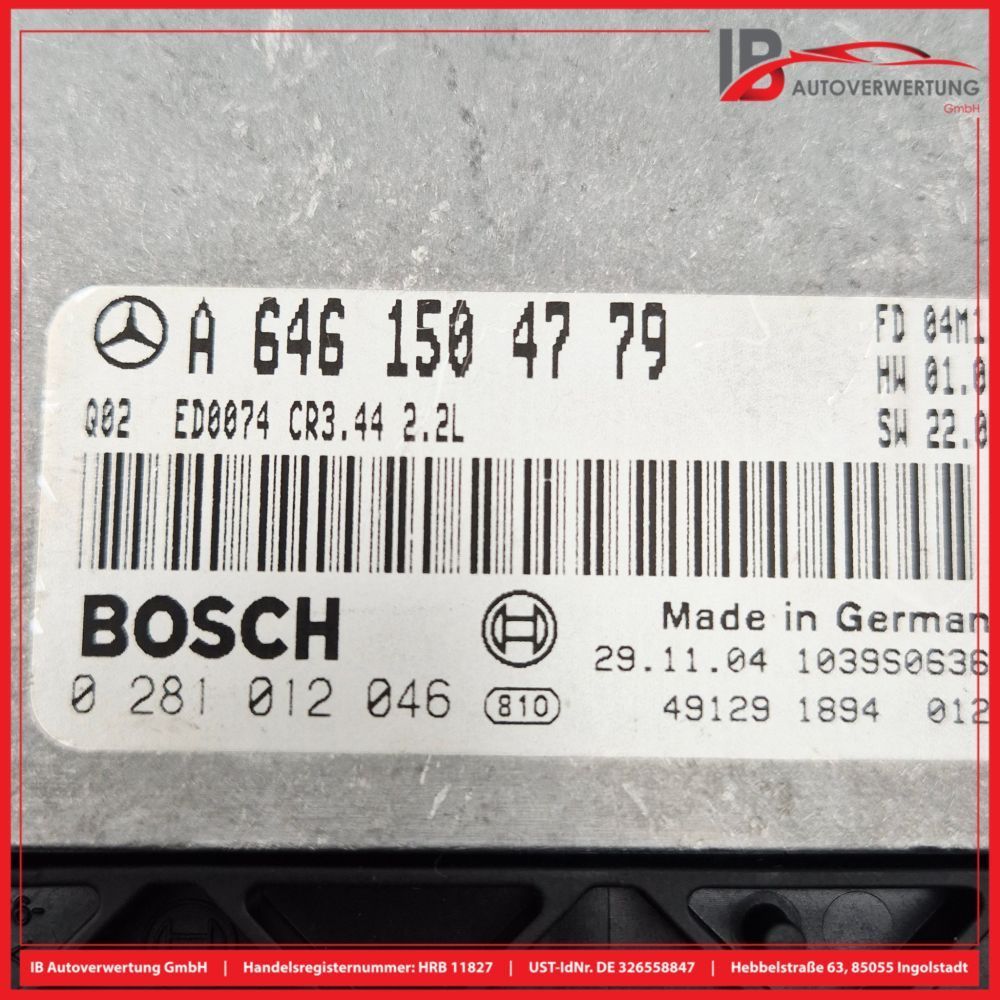 IB
AUTOVERWERTUNG
GmbH
A 646 150 47 79
FD 04M1
HW 01.0
Q02 ED0074 CR3.44 2.2L
SW 22.0
BOSCH
Made in German
29.11.04 1039S0636
0 281 012 046
810
49129 1894 012
IB Autoverwertung GmbH | Handelsregisternummer: HRB 11827 | UST-IdNr. DE 326558847 | Hebbelstraße 63, 85055 Ingolstadt